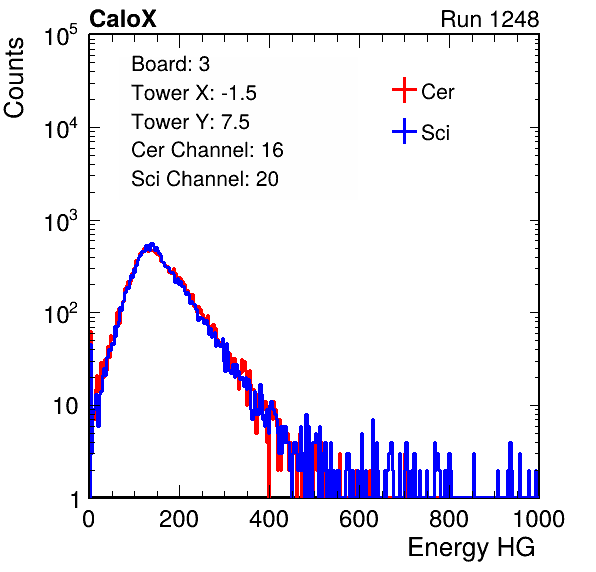 CaloX Run 1248
Counts
10^5
10^4
10^3
10^2
10
1
Board: 3
Tower X: -1.5
Tower Y: 7.5
Cer Channel: 16
Sci Channel: 20
Cer
Sci
0 200 400 600 800 1000
Energy HG